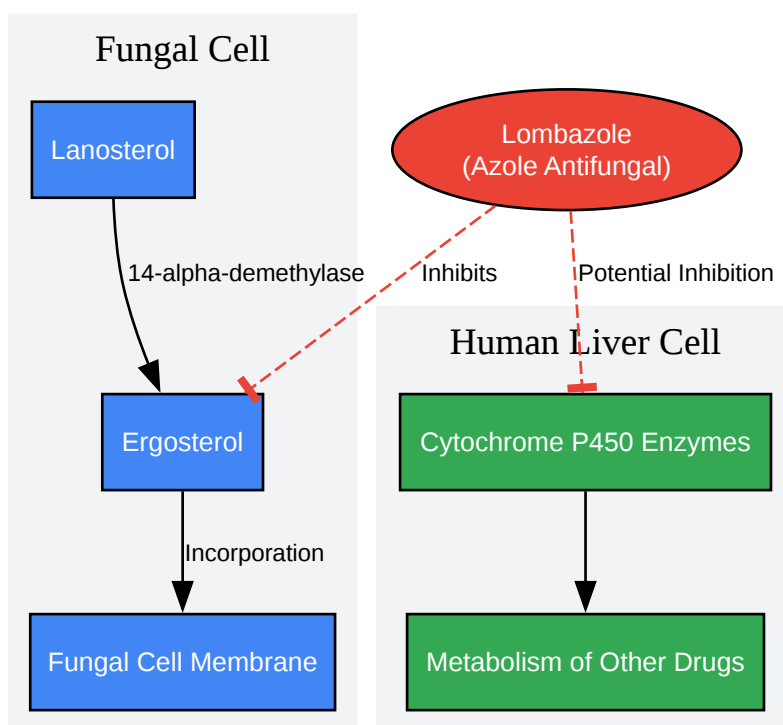 Fungal Cell
Lanosterol
Lombazole
(Azole Antifungal)
14-alpha-demethylase
Inhibits
Potential Inhibition
Human Liver Cell
Ergosterol
Cytochrome P450 Enzymes
Incorporation
Fungal Cell Membrane
Metabolism of Other Drugs